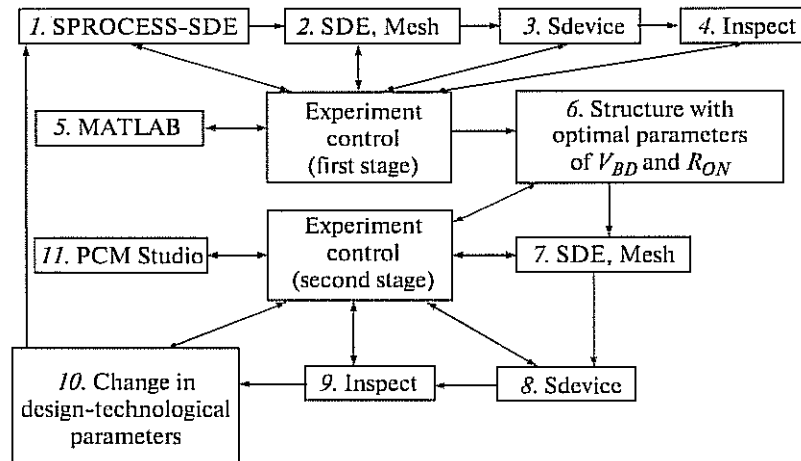 1. SPROCESS-SDE
2. SDE, Mesh
3. Sdevice
4. Inspect
5. MATLAB
Experiment
control
(first stage)
6. Structure with
optimal parameters
of V_BD and R_ON
11. PCM Studio
Experiment
control
(second stage)
7. SDE, Mesh
10. Change in
design-technological
parameters
9. Inspect
8. Sdevice